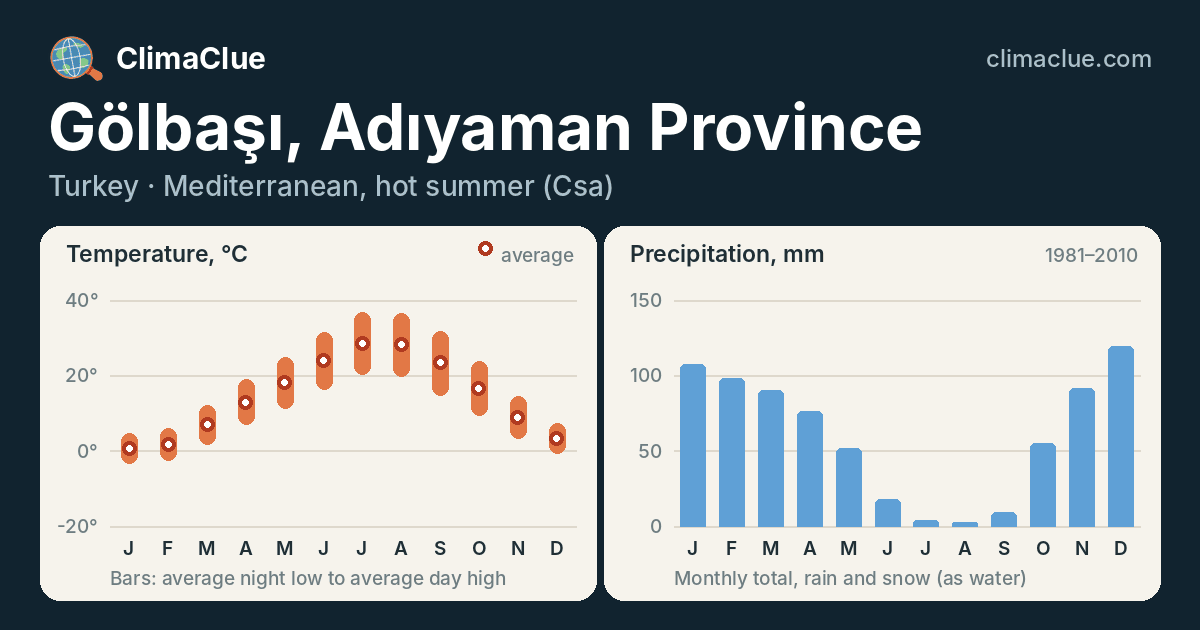 ClimaClue
climaclue.com
Gölbaşı, Adıyaman Province
Turkey · Mediterranean, hot summer (Csa)
Temperature, °C
average
40°
20°
0°
-20°
J F M A M J J A S O N D
Bars: average night low to average day high
Precipitation, mm
1981–2010
150
100
50
0
J F M A M J J A S O N D
Monthly total, rain and snow (as water)